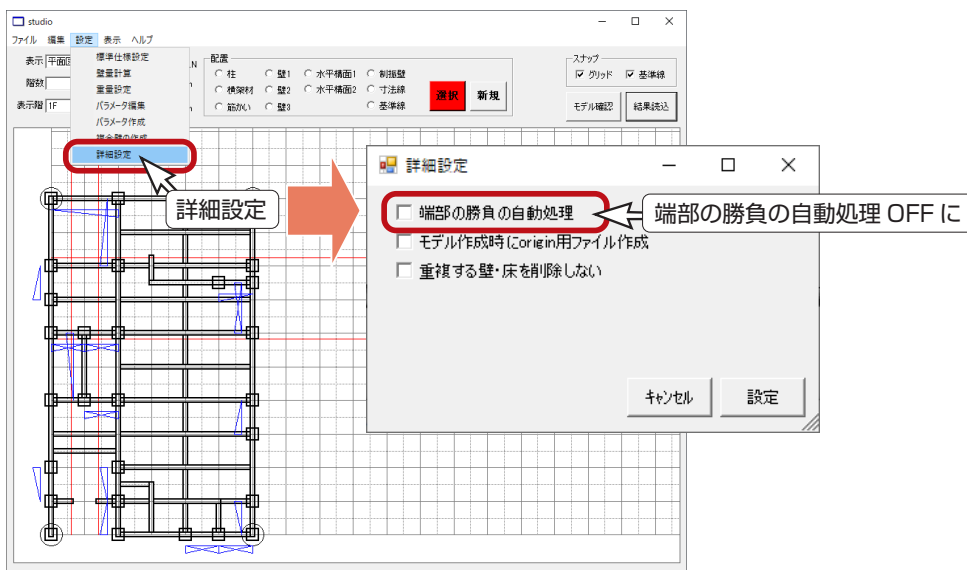 studio
ファイル 編集 設定 表示 ヘルプ
標準仕様設定
壁量計算
重量設定
パラメータ編集
パラメータ作成
詳細設定
表示 平面
階数
表示階 1F
配置
柱 壁1 水平構面1 制振壁
横架材 壁2 水平構面2 寸法線
筋かい 壁3 基準線
選択 新規
スナップ
グリッド 基準線
モデル確認 結果読込
詳細設定
詳細設定
端部の勝負の自動処理
モデル作成時にorigin用ファイル作成
重複する壁・床を削除しない
キャンセル 設定
端部の勝負の自動処理 OFF に